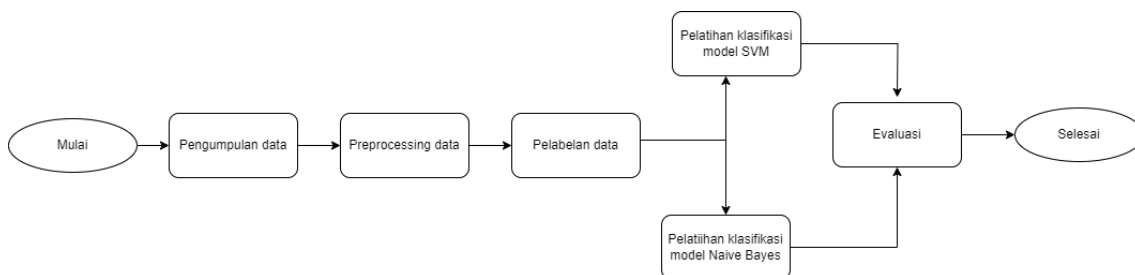 Mulai
Pengumpulan data
Preprocessing data
Pelabelan data
Pelatihan klasifikasi
model SVM
Pelatiihan klasifikasi
model Naive Bayes
Evaluasi
Selesai